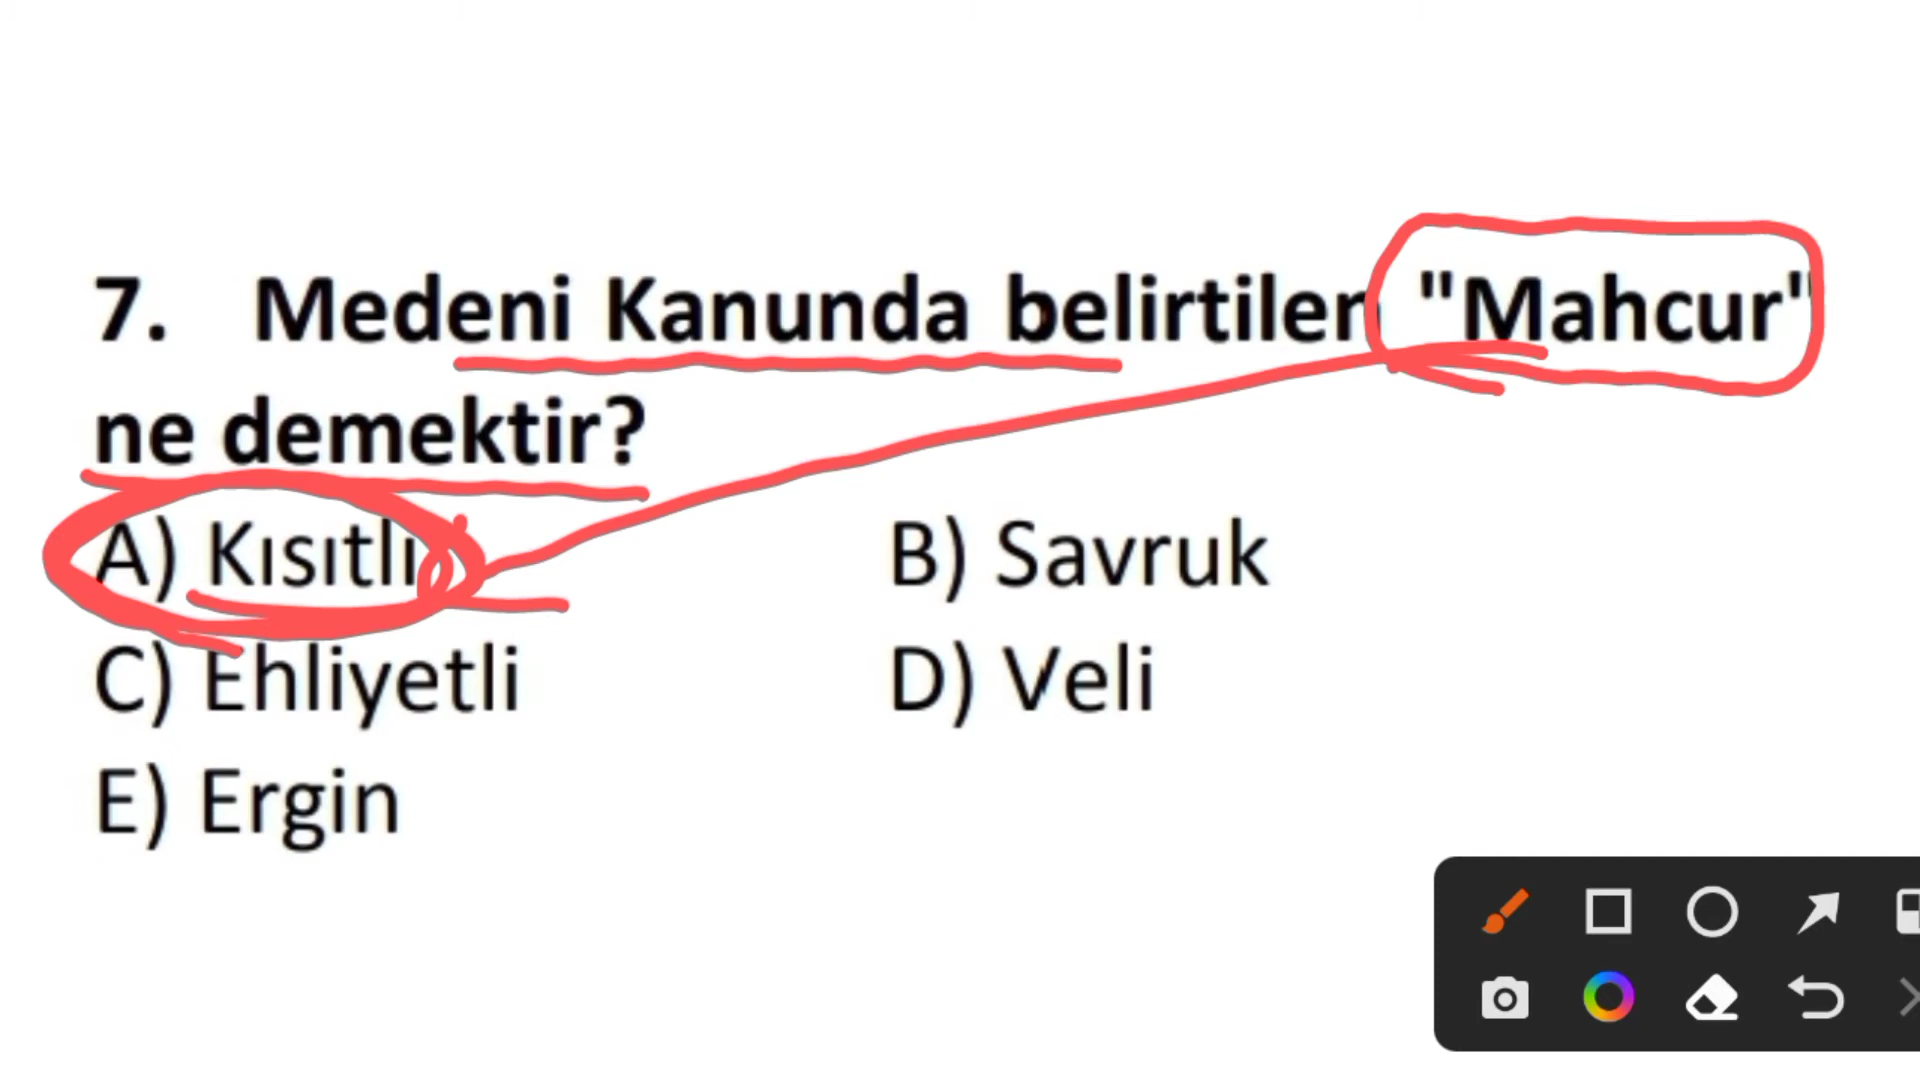 7. Medeni Kanunda belirtilen "Mahcur"
ne demektir?
A) Kısıtlı
B) Savruk
C) Ehliyetli
D) Veli
E) Ergin